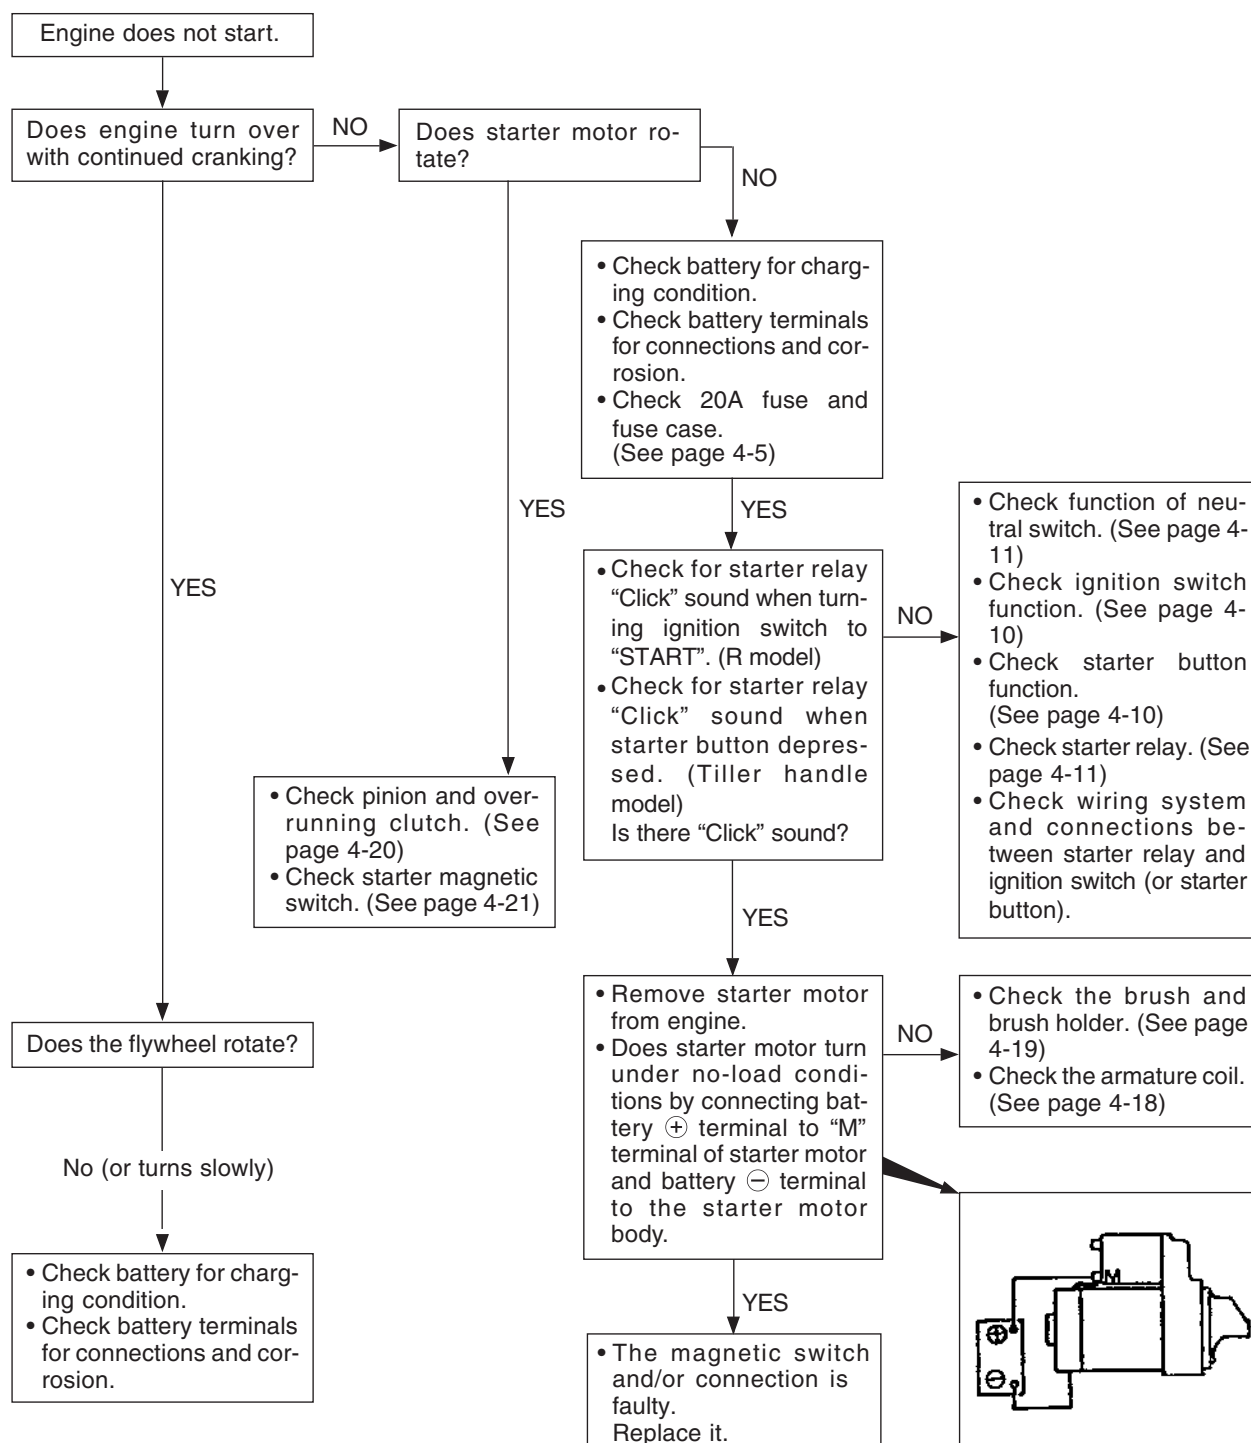 Engine does not start.
Does engine turn over
with continued cranking?
NO
Does starter motor ro-
tate?
NO
• Check battery for charg-
ing condition.
• Check battery terminals
for connections and cor-
rosion.
• Check 20A fuse and
fuse case.
(See page 4-5)
YES
YES
YES
• Check for starter relay
“Click” sound when turn-
ing ignition switch to
“START”. (R model)
• Check for starter relay
“Click” sound when
starter button depres-
sed. (Tiller handle
model)
Is there “Click” sound?
NO
• Check function of neu-
tral switch. (See page 4-
11)
• Check ignition switch
function. (See page 4-
10)
• Check starter button
function.
(See page 4-10)
• Check starter relay. (See
page 4-11)
• Check wiring system
and connections be-
tween starter relay and
ignition switch (or starter
button).
• Check pinion and over-
running clutch. (See
page 4-20)
• Check starter magnetic
switch. (See page 4-21)
YES
Does the flywheel rotate?
• Remove starter motor
from engine.
• Does starter motor turn
under no-load condi-
tions by connecting bat-
tery ⊕ terminal to “M”
terminal of starter motor
and battery ⊖ terminal
to the starter motor
body.
NO
• Check the brush and
brush holder. (See page
4-19)
• Check the armature coil.
(See page 4-18)
No (or turns slowly)
• Check battery for charg-
ing condition.
• Check battery terminals
for connections and cor-
rosion.
YES
• The magnetic switch
and/or connection is
faulty.
Replace it.
M
⊕
⊖